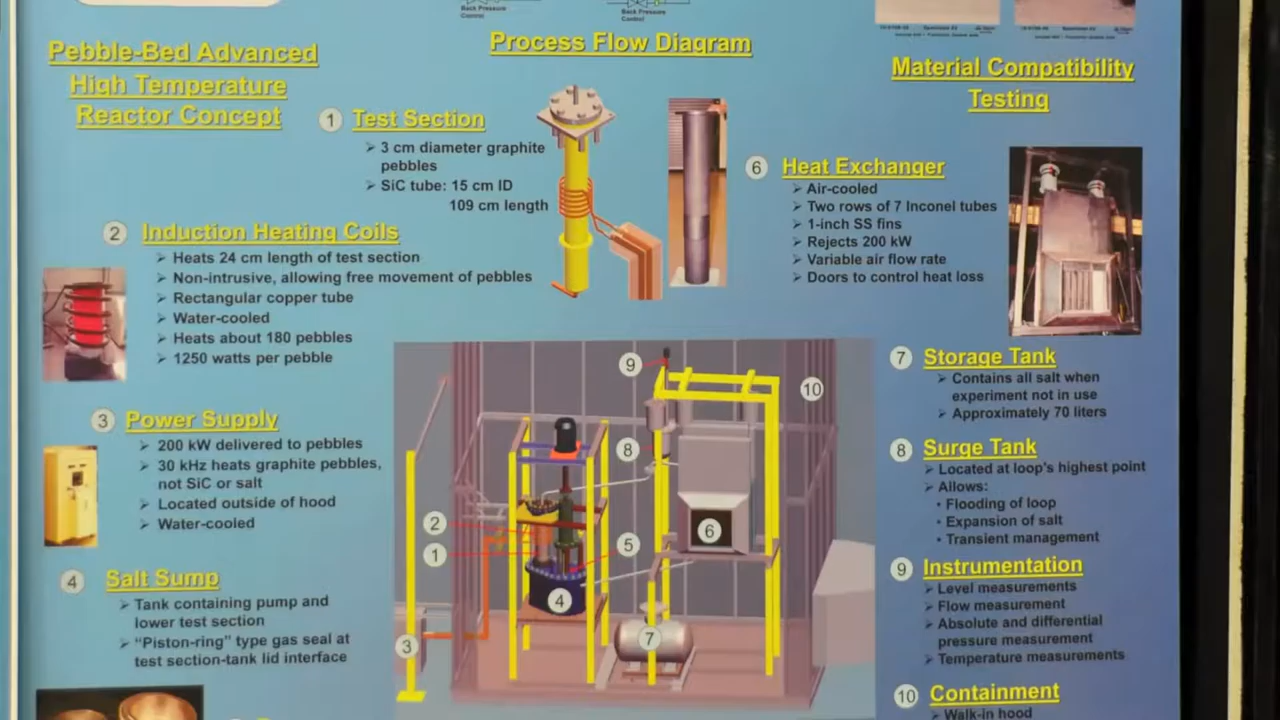 Back Pressure
Control
Back Pressure
Control
Pebble-Bed Advanced
High Temperature
Reactor Concept
Process Flow Diagram
Material Compatibility
Testing
1 Test Section
➢ 3 cm diameter graphite
pebbles
➢ SiC tube: 15 cm ID
109 cm length
2 Induction Heating Coils
➢ Heats 24 cm length of test section
➢ Non-intrusive, allowing free movement of pebbles
➢ Rectangular copper tube
➢ Water-cooled
➢ Heats about 180 pebbles
➢ 1250 watts per pebble
3 Power Supply
➢ 200 kW delivered to pebbles
➢ 30 kHz heats graphite pebbles,
not SiC or salt
➢ Located outside of hood
➢ Water-cooled
4 Salt Sump
➢ Tank containing pump and
lower test section
➢ "Piston-ring" type gas seal at
test section-tank lid interface
9
10
8
2
1
5
6
4
3
7
6 Heat Exchanger
➢ Air-cooled
➢ Two rows of 7 Inconel tubes
➢ 1-inch SS fins
➢ Rejects 200 kW
➢ Variable air flow rate
➢ Doors to control heat loss
7 Storage Tank
➢ Contains all salt when
experiment not in use
➢ Approximately 70 liters
8 Surge Tank
➢ Located at loop's highest point
➢ Allows:
• Flooding of loop
• Expansion of salt
• Transient management
9 Instrumentation
➢ Level measurements
➢ Flow measurement
➢ Absolute and differential
pressure measurement
➢ Temperature measurements
10 Containment
➢ Walk-in hood